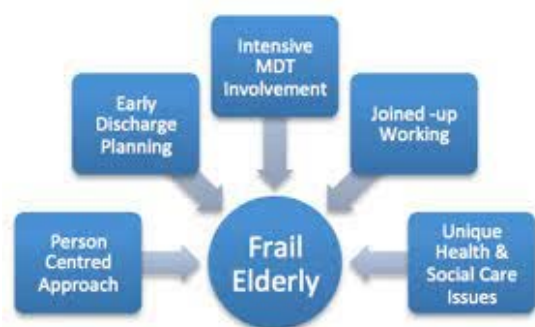 Intensive
MDT
Involvement
Early
Discharge
Planning
Joined -up
Working
Person
Centred
Approach
Frail
Elderly
Unique
Health &
Social Care
Issues